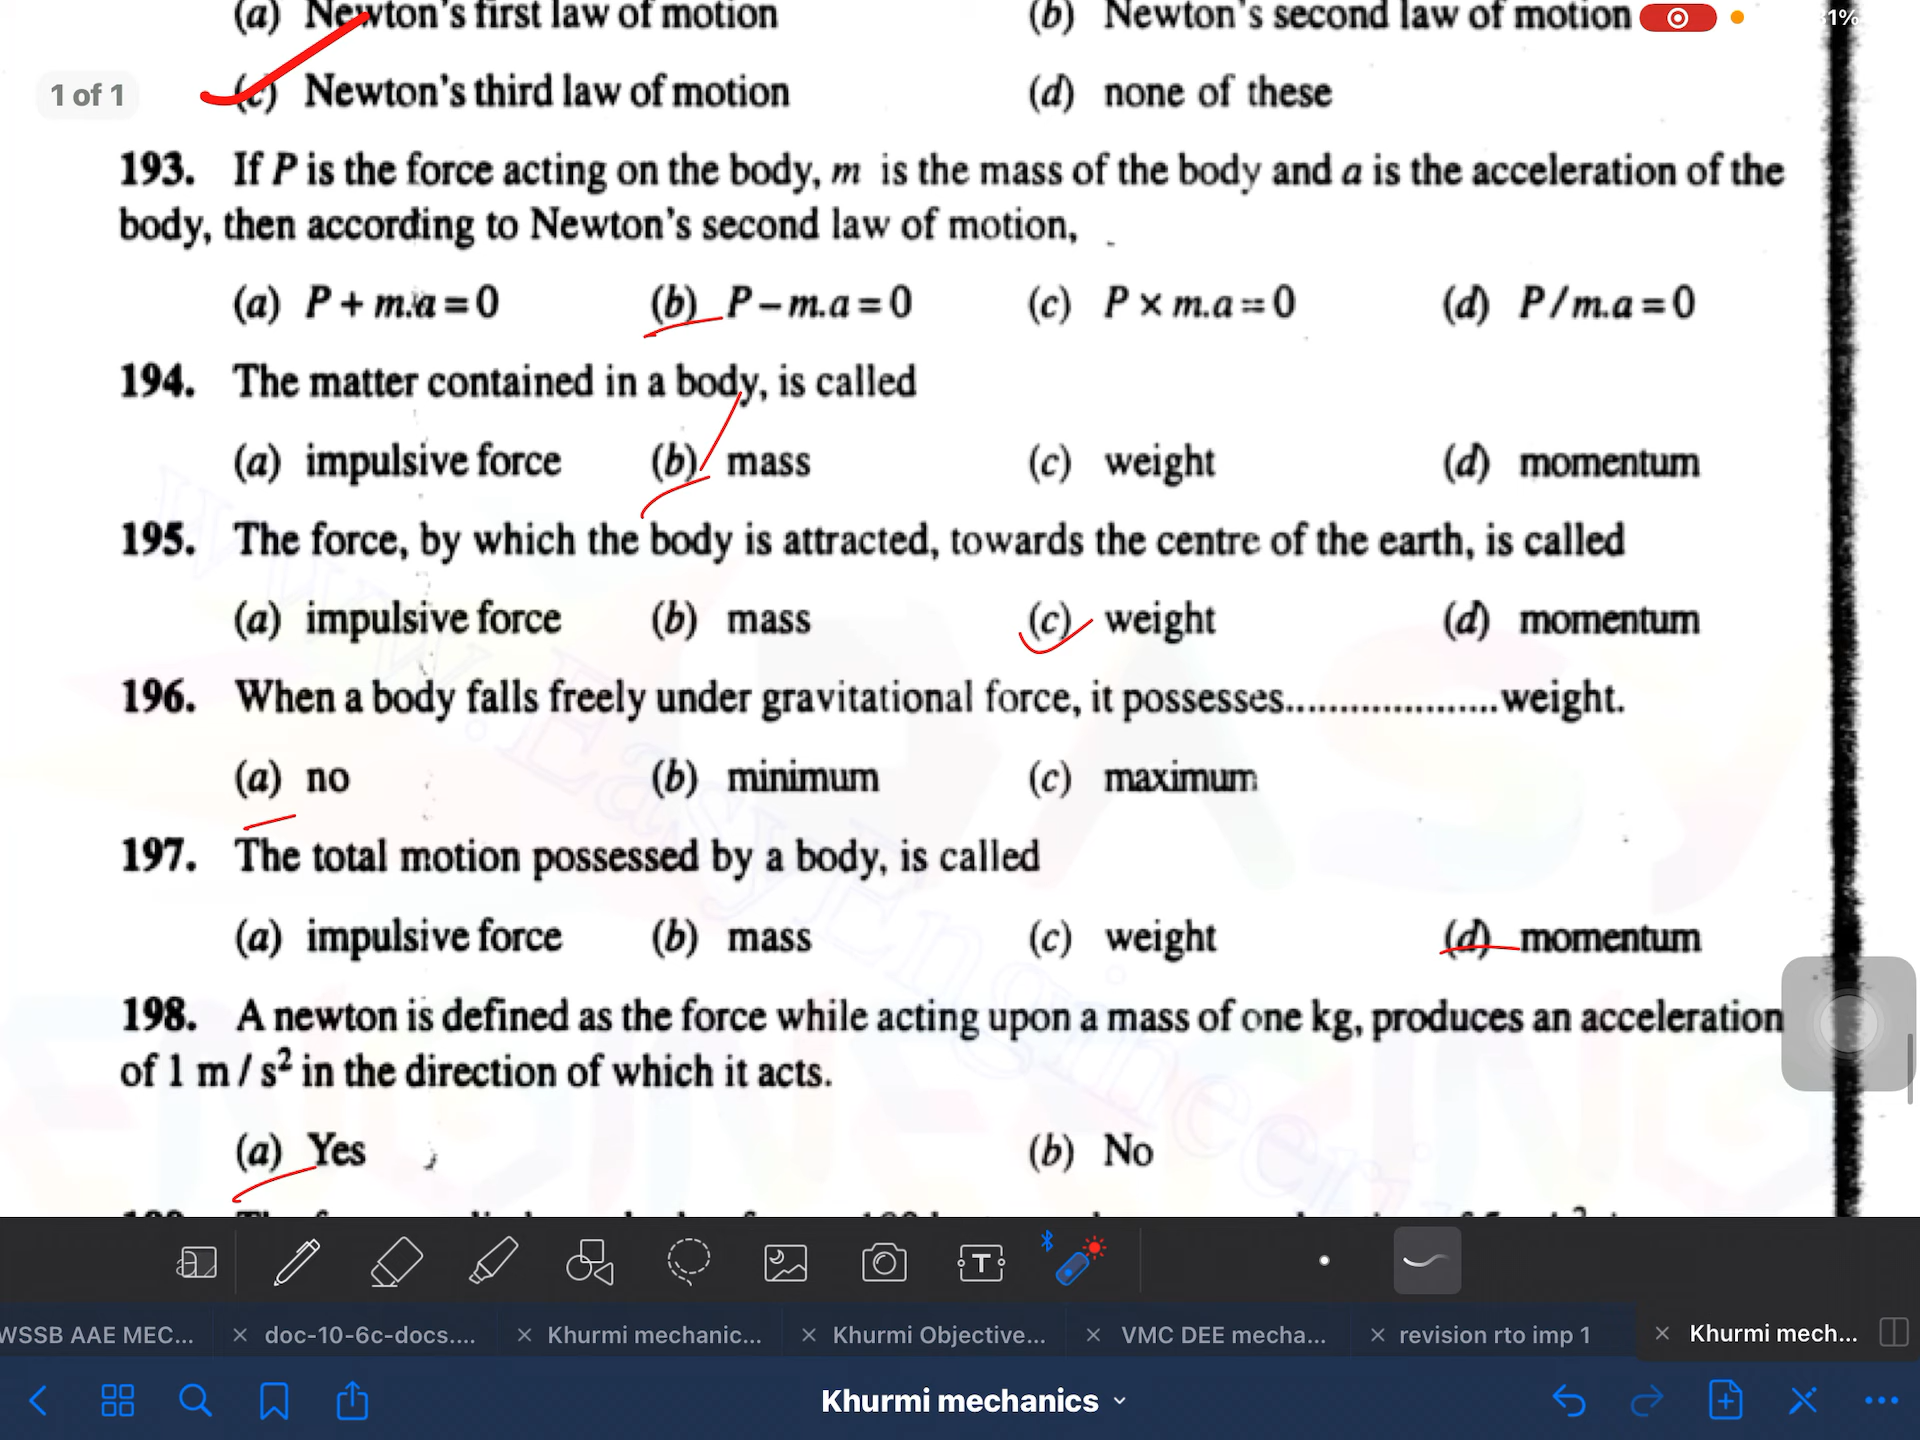 (a) Newton's first law of motion (b) Newton's second law of motion 31%
1 of 1 (c) Newton's third law of motion (d) none of these
193. If P is the force acting on the body, m is the mass of the body and a is the acceleration of the
body, then according to Newton's second law of motion,
(a) P + m.a = 0 (b) P – m.a = 0 (c) P × m.a = 0 (d) P / m.a = 0
194. The matter contained in a body, is called
(a) impulsive force (b) mass (c) weight (d) momentum
195. The force, by which the body is attracted, towards the centre of the earth, is called
(a) impulsive force (b) mass (c) weight (d) momentum
196. When a body falls freely under gravitational force, it possesses.....................weight.
(a) no (b) minimum (c) maximum
197. The total motion possessed by a body, is called
(a) impulsive force (b) mass (c) weight (d) momentum
198. A newton is defined as the force while acting upon a mass of one kg, produces an acceleration
of 1 m / s² in the direction of which it acts.
(a) Yes (b) No
WSSB AAE MEC... × doc-10-6c-docs.... × Khurmi mechanic... × Khurmi Objective... × VMC DEE mecha... × revision rto imp 1 × Khurmi mech...
Khurmi mechanics